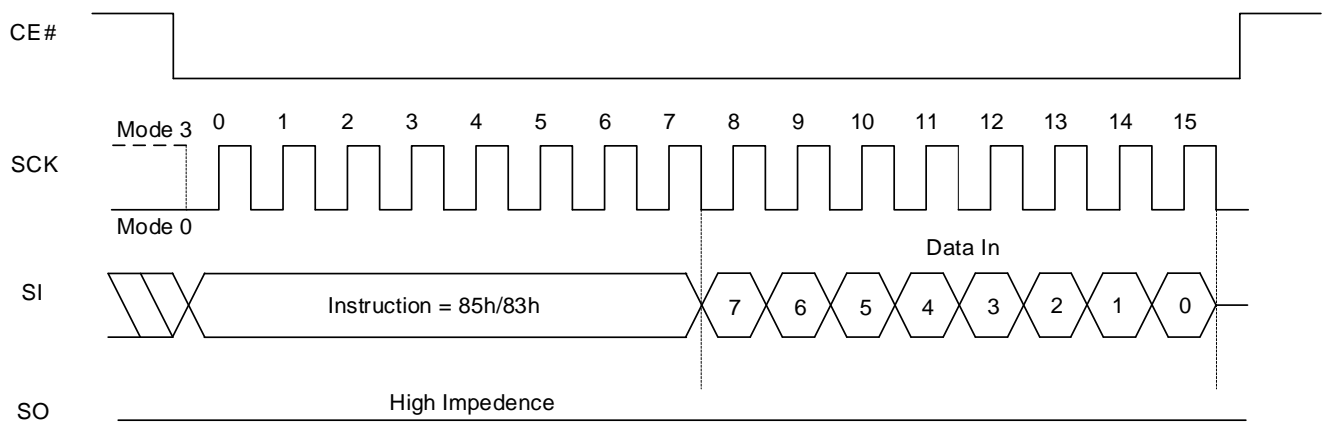 CE#
Mode 3 0 1 2 3 4 5 6 7 8 9 10 11 12 13 14 15
SCK
Mode 0
Data In
SI
Instruction = 85h/83h 7 6 5 4 3 2 1 0
High Impedence
SO